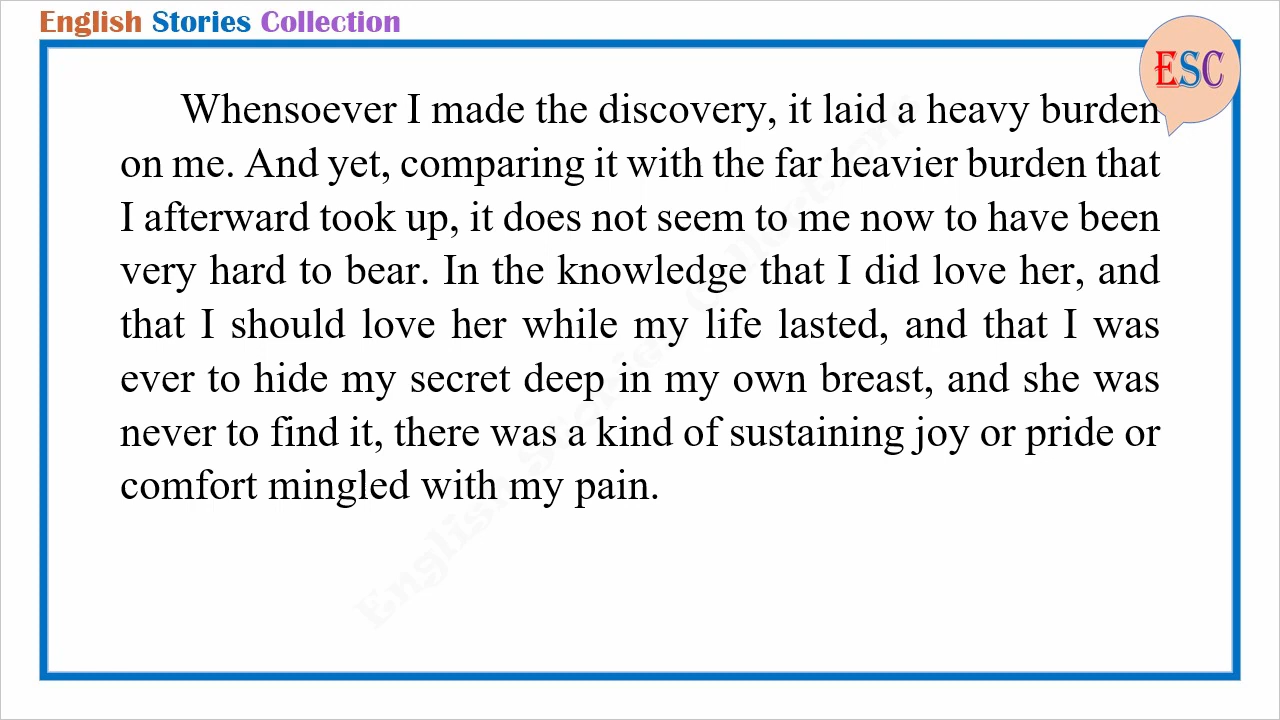 English Stories Collection
ESC
Whensoever I made the discovery, it laid a heavy burden
on me. And yet, comparing it with the far heavier burden that
I afterward took up, it does not seem to me now to have been
very hard to bear. In the knowledge that I did love her, and
that I should love her while my life lasted, and that I was
ever to hide my secret deep in my own breast, and she was
never to find it, there was a kind of sustaining joy or pride or
comfort mingled with my pain.
English Stories Collections